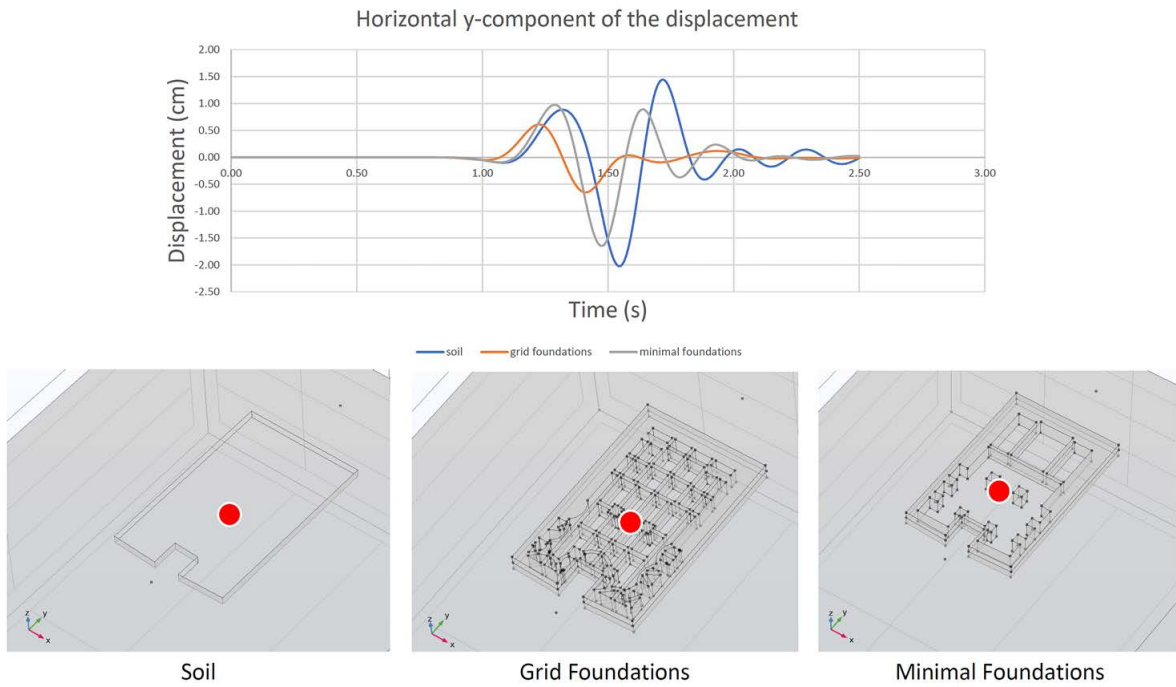 Horizontal y-component of the displacement
2.00
1.50
1.00
0.50
0.00
-0.50
-1.00
-1.50
-2.00
-2.50
Displacement (cm)
0.00 0.50 1.00 1.50 2.00 2.50 3.00
Time (s)
soil grid foundations minimal foundations
z y x
z y x
z y x
Soil Grid Foundations Minimal Foundations